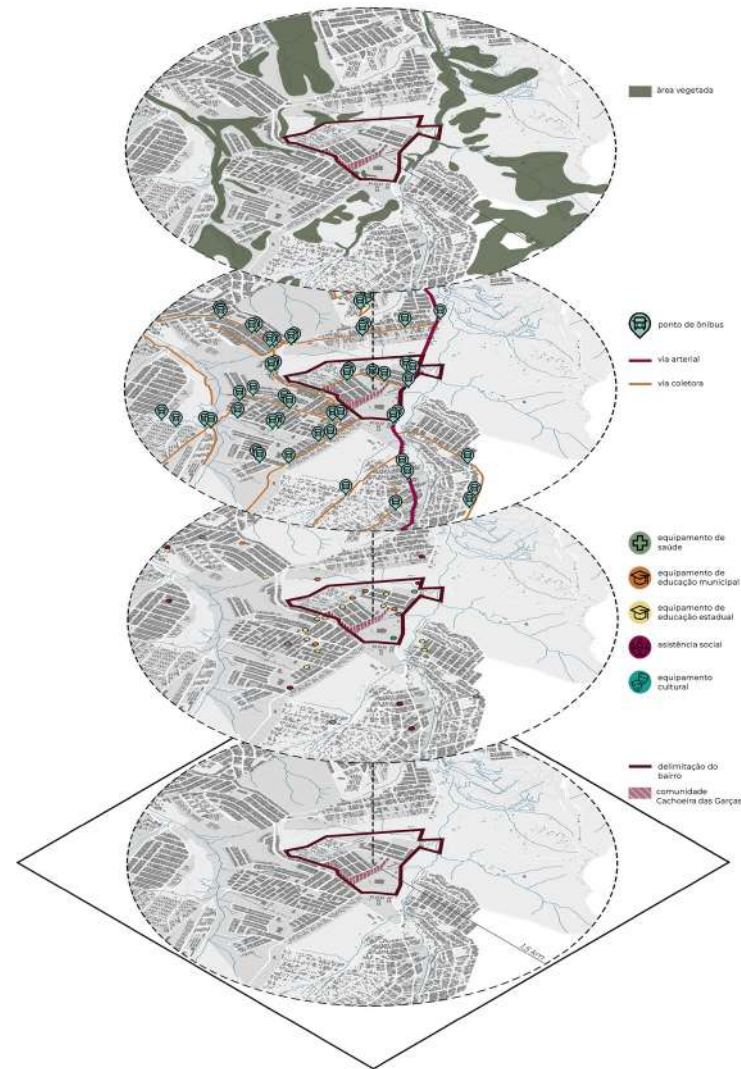 área vegetada
ponto de ônibus
via arterial
via coletora
equipamento de
saúde
equipamento de
educação municipal
equipamento de
educação estadual
asistência social
equipamento
cultural
delimitação do
bairro
comunidade
Cachoeira das Garças
1,5 km